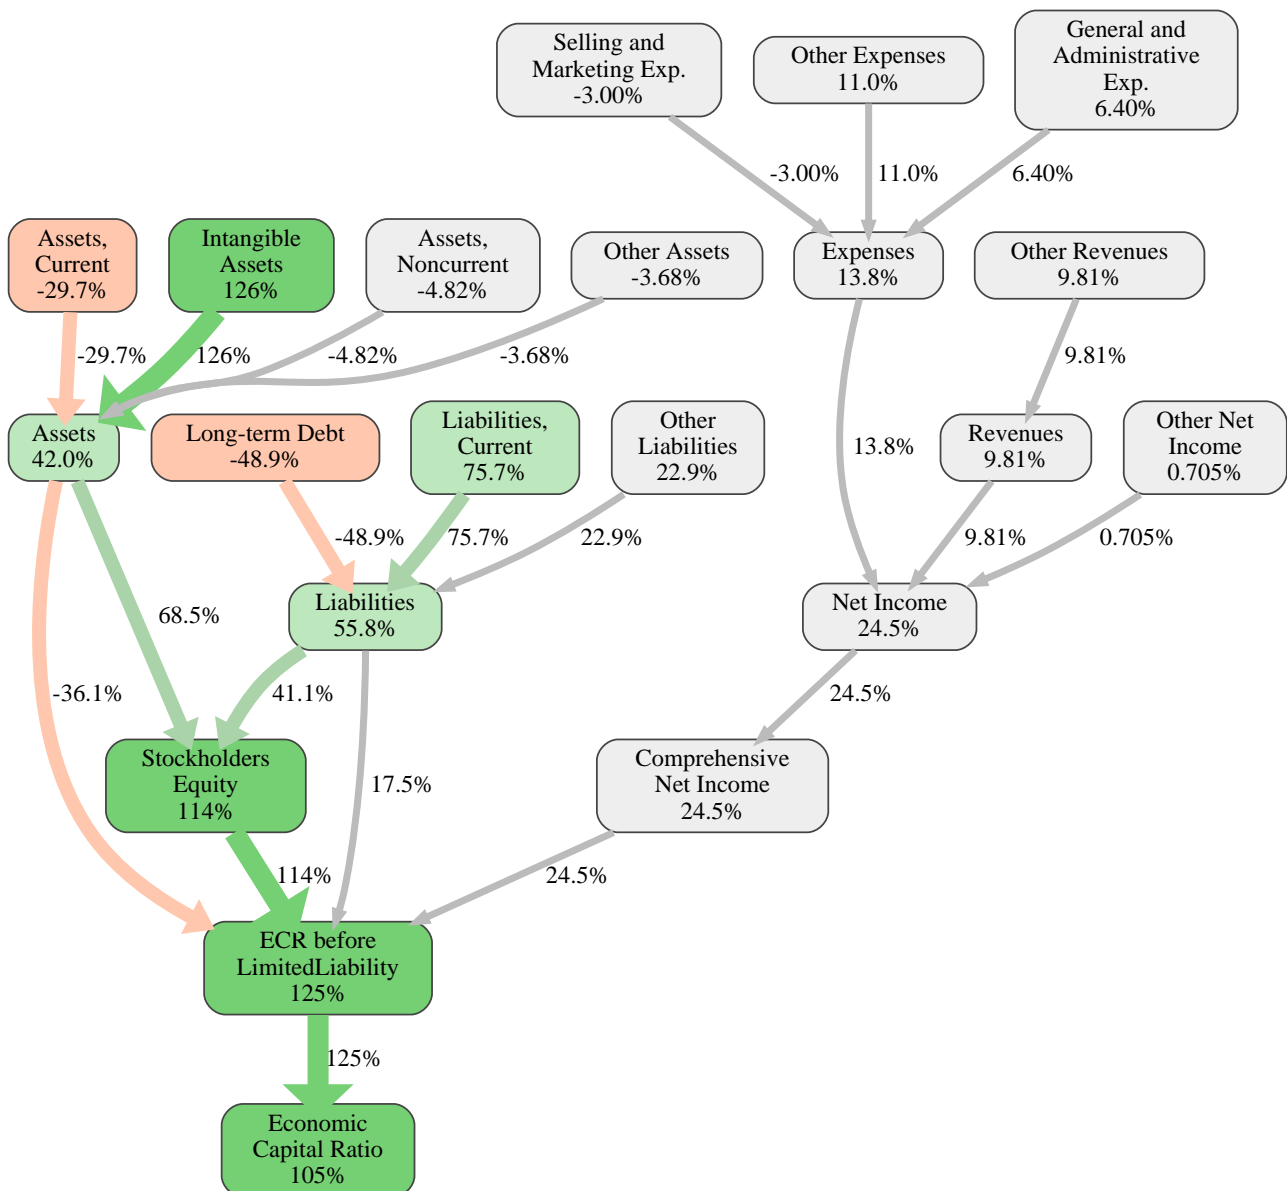 Selling and
Marketing Exp.
-3.00%
Other Expenses
11.0%
General and
Administrative
Exp.
6.40%
-3.00%
11.0%
6.40%
Assets,
Current
-29.7%
Intangible
Assets
126%
Assets,
Noncurrent
-4.82%
Other Assets
-3.68%
Expenses
13.8%
Other Revenues
9.81%
-29.7%
126%
-4.82%
-3.68%
9.81%
Assets
42.0%
Long-term Debt
-48.9%
Liabilities,
Current
75.7%
Other
Liabilities
22.9%
13.8%
Revenues
9.81%
Other Net
Income
0.705%
-48.9%
75.7%
22.9%
9.81%
0.705%
68.5%
Liabilities
55.8%
Net Income
24.5%
-36.1%
41.1%
24.5%
Stockholders
Equity
114%
17.5%
Comprehensive
Net Income
24.5%
114%
24.5%
ECR before
LimitedLiability
125%
125%
Economic
Capital Ratio
105%